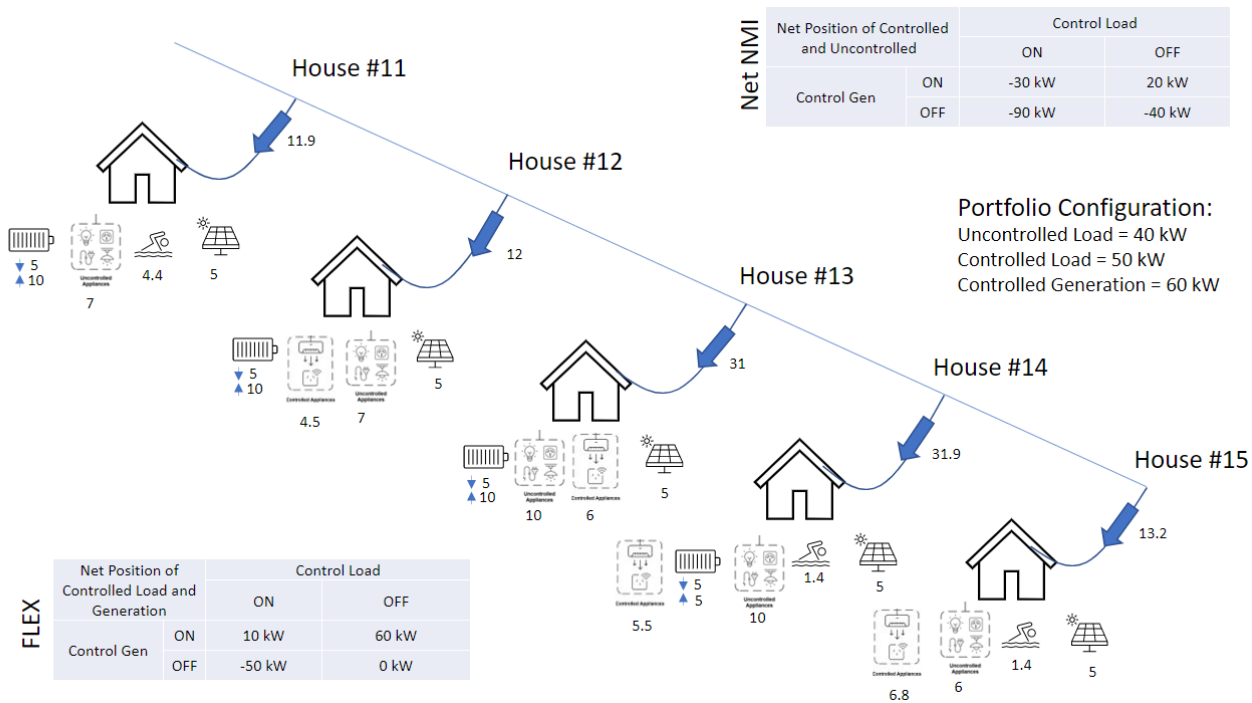 House #11
11.9
5
10
Uncontrolled
Appliances
7
4.4
5
House #12
12
5
10
Controlled Appliances
4.5
Uncontrolled
Appliances
7
5
House #13
31
5
10
Uncontrolled
Appliances
10
Controlled Appliances
6
5
House #14
31.9
Controlled Appliances
5.5
5
5
Uncontrolled
Appliances
10
1.4
5
House #15
13.2
Controlled Appliances
6.8
Uncontrolled
Appliances
6
1.4
5
Net NMI
Net Position of Controlled
and Uncontrolled
Control Load
ON
OFF
Control Gen
ON
-30 kW
20 kW
OFF
-90 kW
-40 kW
Portfolio Configuration:
Uncontrolled Load = 40 kW
Controlled Load = 50 kW
Controlled Generation = 60 kW
FLEX
Net Position of
Controlled Load and
Generation
Control Load
ON
OFF
Control Gen
ON
10 kW
60 kW
OFF
-50 kW
0 kW